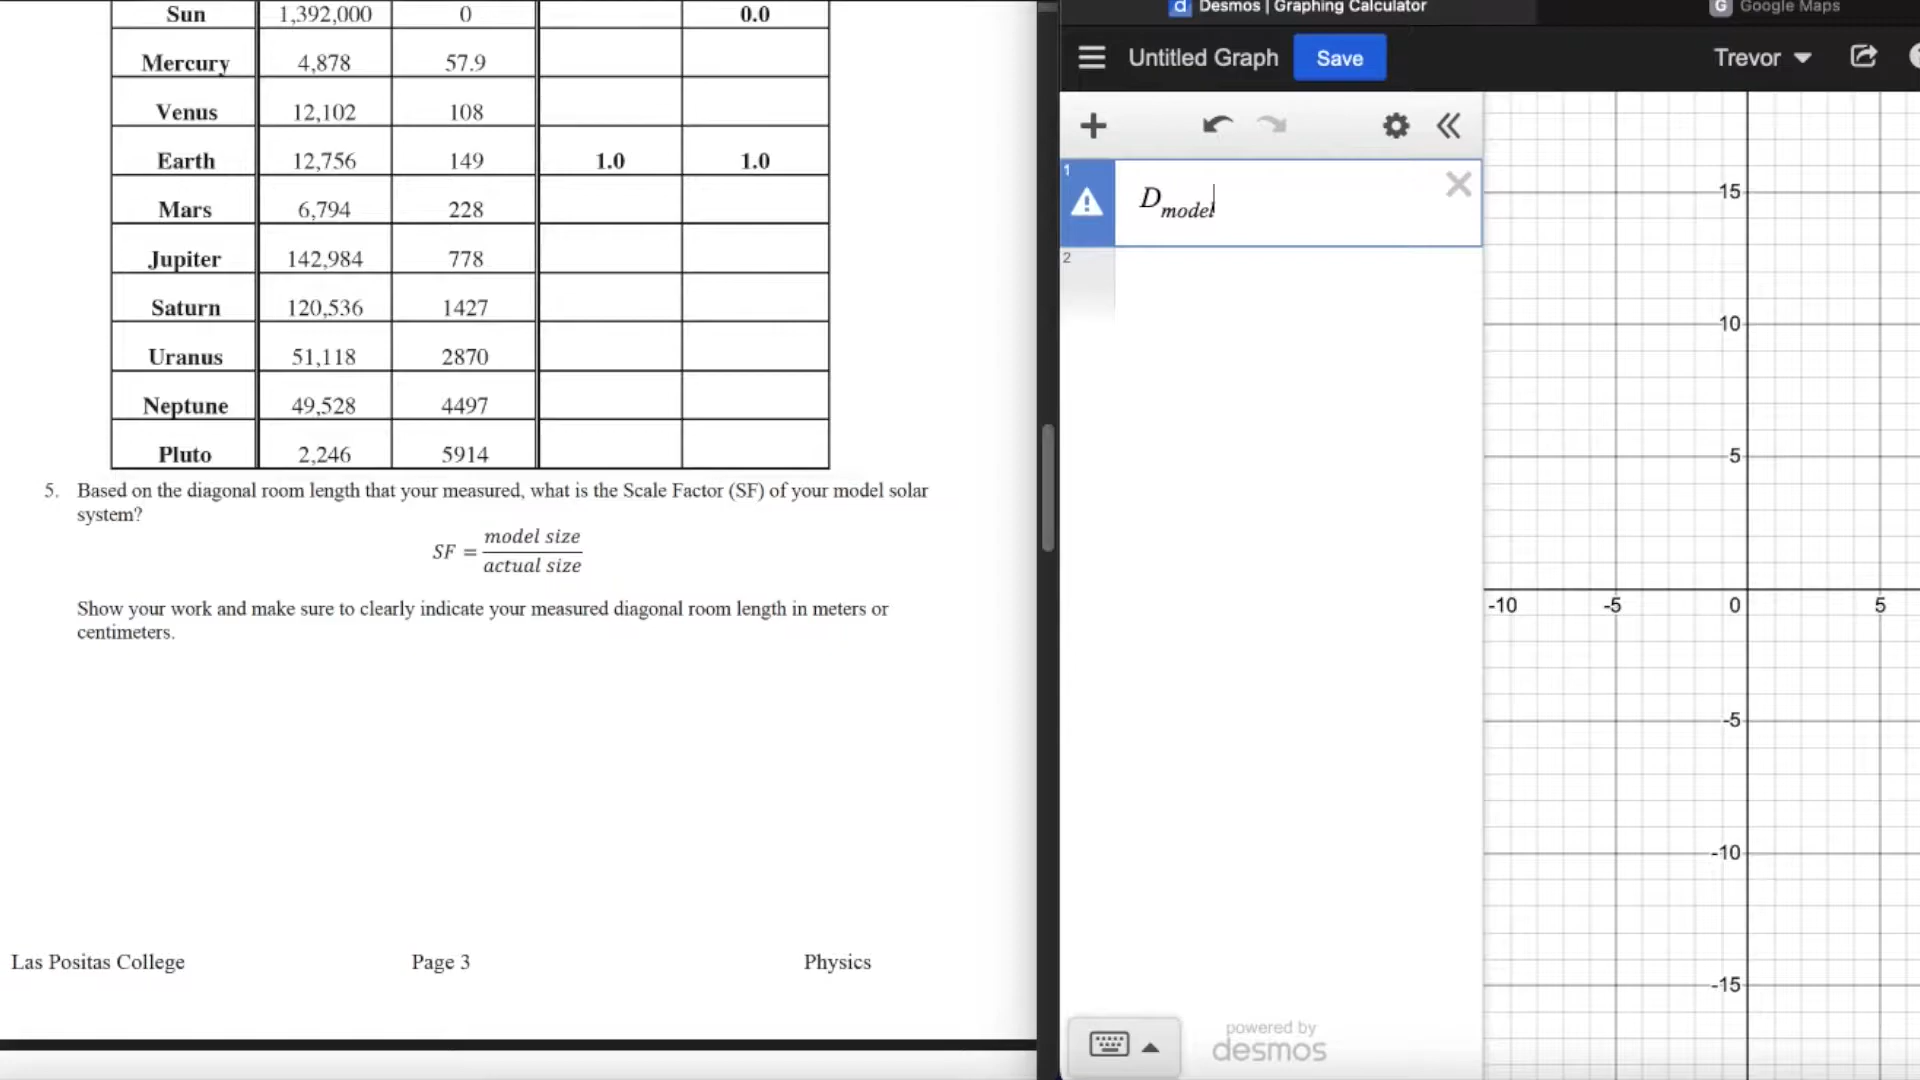 Sun 1,392,000 0 0.0
Mercury 4,878 57.9
Venus 12,102 108
Earth 12,756 149 1.0 1.0
Mars 6,794 228
Jupiter 142,984 778
Saturn 120,536 1427
Uranus 51,118 2870
Neptune 49,528 4497
Pluto 2,246 5914
5. Based on the diagonal room length that your measured, what is the Scale Factor (SF) of your model solar
system?
SF = model size / actual size
Show your work and make sure to clearly indicate your measured diagonal room length in meters or
centimeters.
Las Positas College Page 3 Physics
d Desmos | Graphing Calculator
G Google Maps
Untitled Graph Save Trevor
1
D model
2
powered by
desmos
15
10
5
-10 -5 0 5
-5
-10
-15